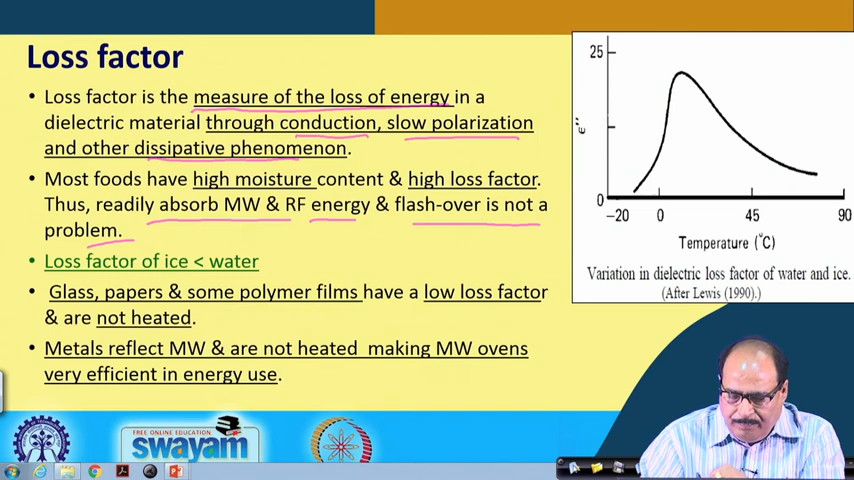 Loss factor
• Loss factor is the measure of the loss of energy in a
dielectric material through conduction, slow polarization
and other dissipative phenomenon.
• Most foods have high moisture content & high loss factor.
Thus, readily absorb MW & RF energy & flash-over is not a
problem.
• Loss factor of ice < water
• Glass, papers & some polymer films have a low loss factor
& are not heated.
• Metals reflect MW & are not heated making MW ovens
very efficient in energy use.
25
ε''
0
−20 0 45 90
Temperature (°C)
Variation in dielectric loss factor of water and ice.
(After Lewis (1990).)
FREE ONLINE EDUCATION
swayam